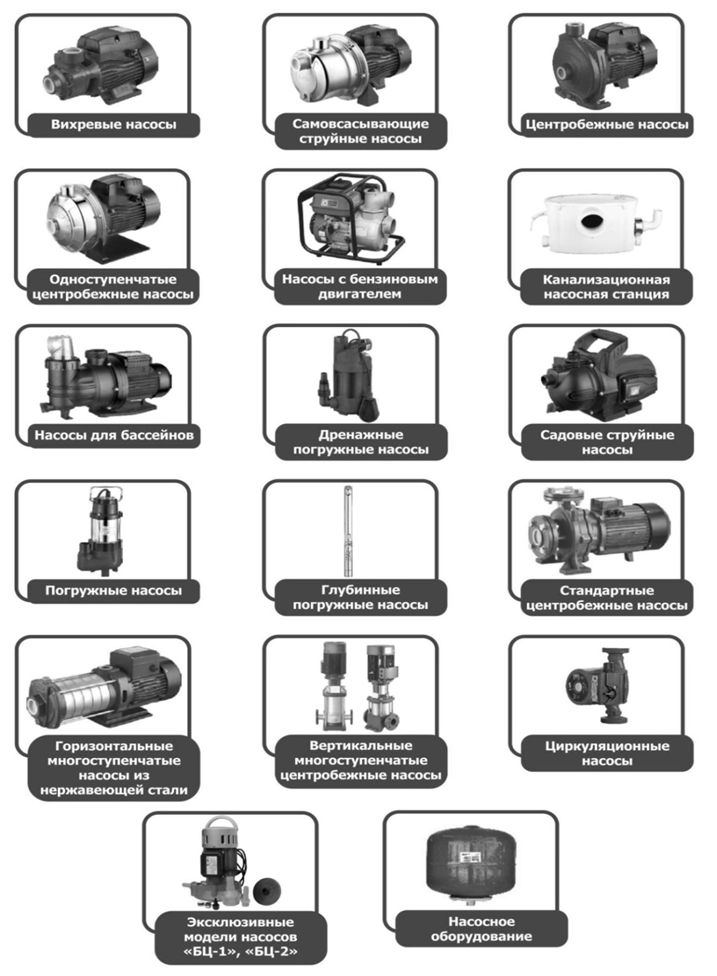 Вихревые насосы
Самовсасывающие
струйные насосы
Центробежные насосы
Одноступенчатые
центробежные насосы
Насосы с бензиновым
двигателем
Канализационная
насосная станция
Насосы для бассейнов
Дренажные
погружные насосы
Садовые струйные
насосы
Погружные насосы
Глубинные
погружные насосы
Стандартные
центробежные насосы
Горизонтальные
многоступенчатые
насосы из
нержавеющей стали
Вертикальные
многоступенчатые
центробежные насосы
Циркуляционные
насосы
Эксклюзивные
модели насосов
«БЦ-1», «БЦ-2»
Насосное
оборудование